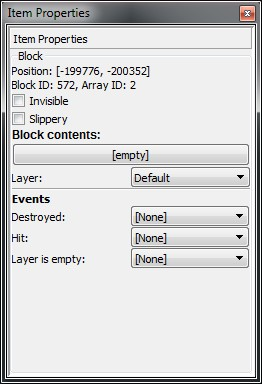 Item Properties
Item Properties
Block
Position: [-199776, -200352]
Block ID: 572, Array ID: 2
Invisible
Slippery
Block contents:
[empty]
Layer: Default
Events
Destroyed: [None]
Hit: [None]
Layer is empty: [None]